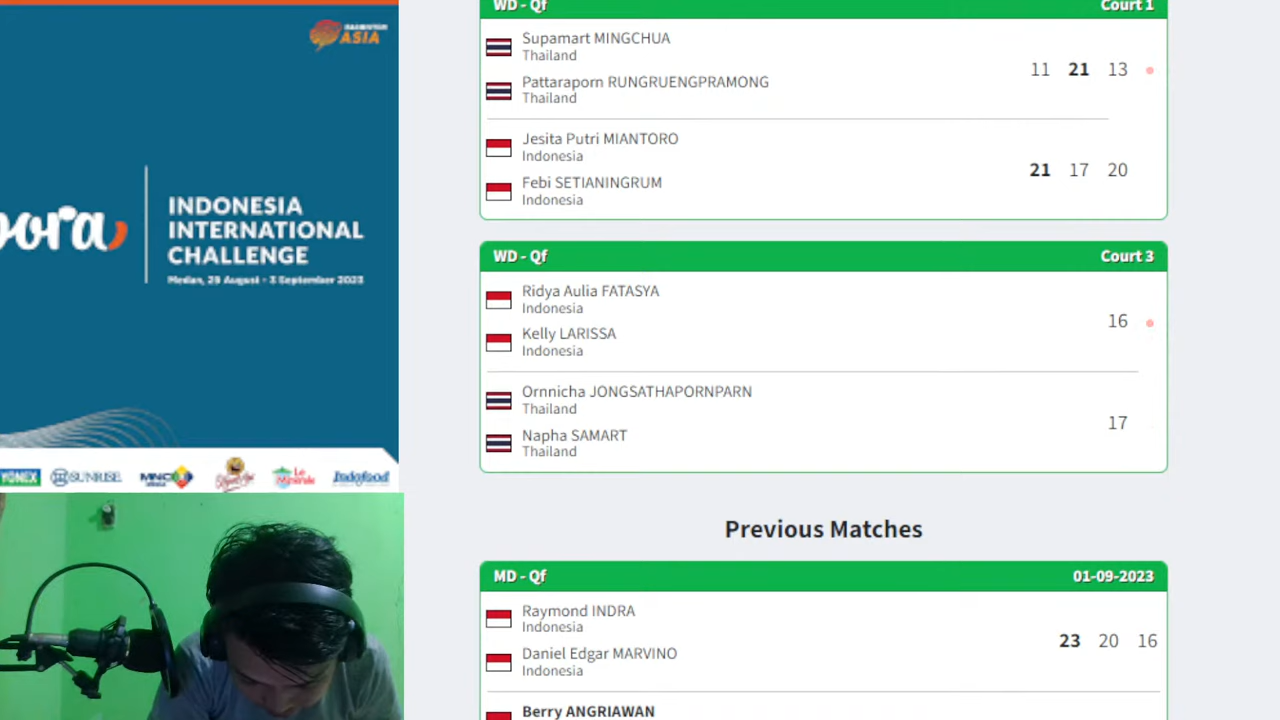 BADMINTON
ASIA
pora
INDONESIA
INTERNATIONAL
CHALLENGE
Medan, 29 August - 3 September 2023
YONEX
SUNRISE
MNC
Le
Minerale
Indofood
WD - Qf
Court 1
Supamart MINGCHUA
Thailand
Pattaraporn RUNGRUENGPRAMONG
Thailand
11 21 13
Jesita Putri MIANTORO
Indonesia
Febi SETIANINGRUM
Indonesia
21 17 20
WD - Qf
Court 3
Ridya Aulia FATASYA
Indonesia
Kelly LARISSA
Indonesia
16
Ornnicha JONGSATHAPORNPARN
Thailand
Napha SAMART
Thailand
17
Previous Matches
MD - Qf
01-09-2023
Raymond INDRA
Indonesia
Daniel Edgar MARVINO
Indonesia
23 20 16
Berry ANGRIAWAN